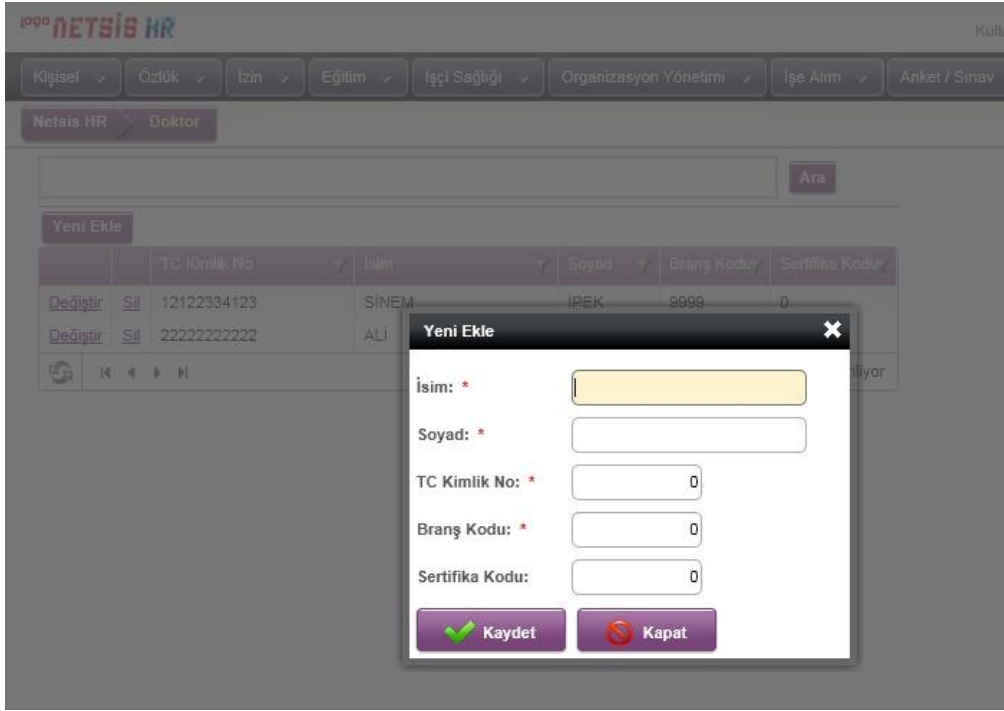 logo NETSİS HR
Kull
Kişisel Özlük İzin Eğitim İşçi Sağlığı Organizasyon Yönetimi İşe Alım Anket / Sınav
Netsis HR Doktor
Ara
Yeni Ekle
TC Kimlik No İsim Soyad Branş Kodu Sertifika Kodu
Değiştir Sil 12122334123 SİNEM İPEK 9999 0
Değiştir Sil 22222222222 ALİ
iliyor
Yeni Ekle
İsim: *
Soyad: *
TC Kimlik No: * 0
Branş Kodu: * 0
Sertifika Kodu: 0
Kaydet Kapat